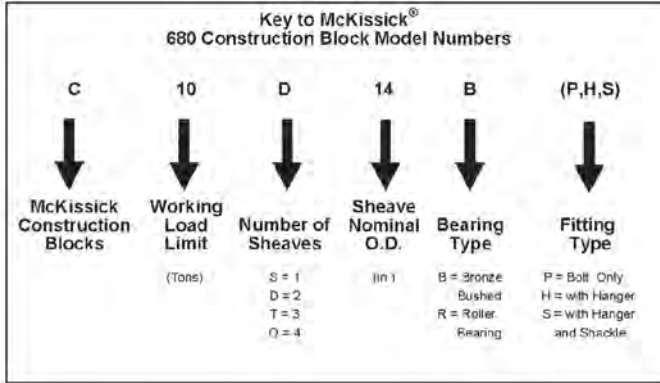 Key to McKissick®
680 Construction Block Model Numbers
C 10 D 14 B (P,H,S)
McKissick
Construction
Blocks
Working
Load
Limit
(Tons)
Number of
Sheaves
S = 1
D = 2
T = 3
Q = 4
Sheave
Nominal
O.D.
(in)
Bearing
Type
B = Bronze
Bushed
R = Roller
Bearing
Fitting
Type
P = Bolt Only
H = with Hanger
S = with Hanger
and Shackle